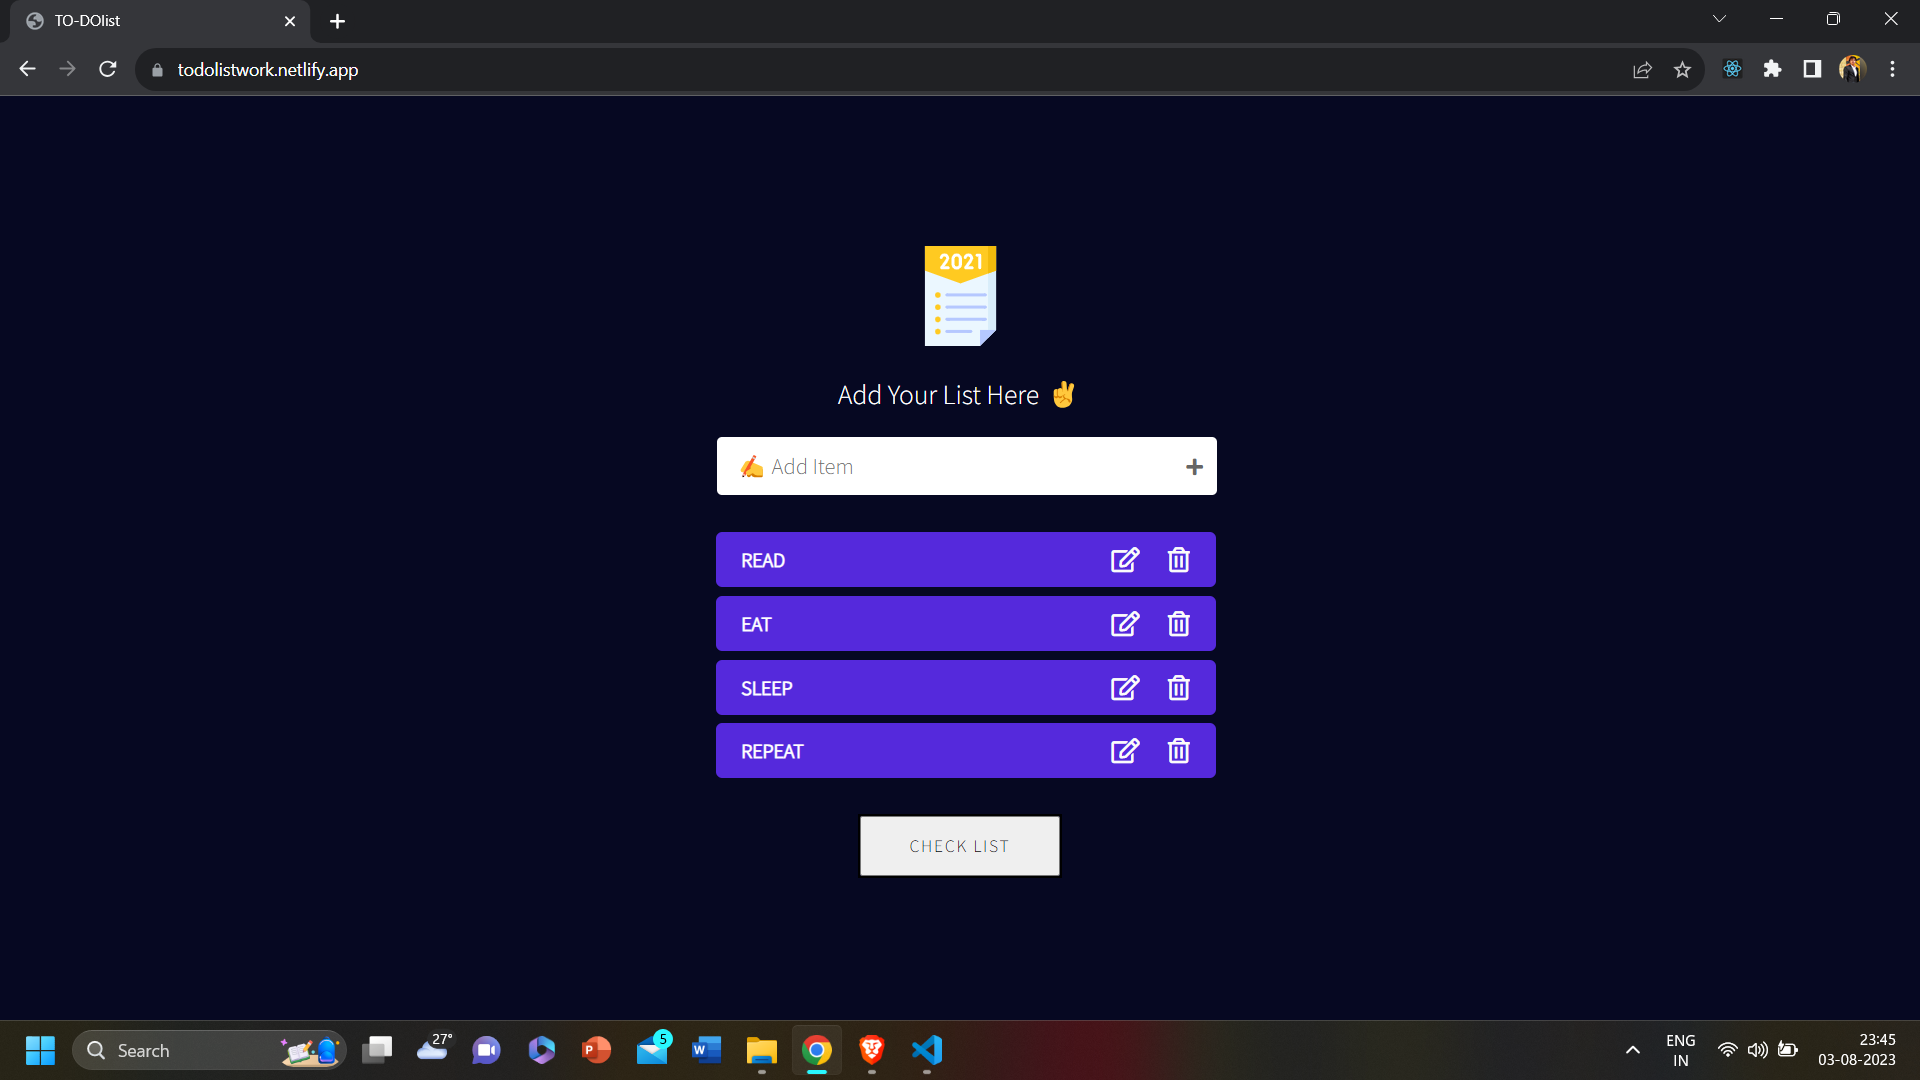 TO-DOlist
todolistwork.netlify.app
2021
Add Your List Here ✌️
✍️ Add Item
READ
EAT
SLEEP
REPEAT
CHECK LIST
Search
27°
P
5
W
ENG
IN
23:45
03-08-2023